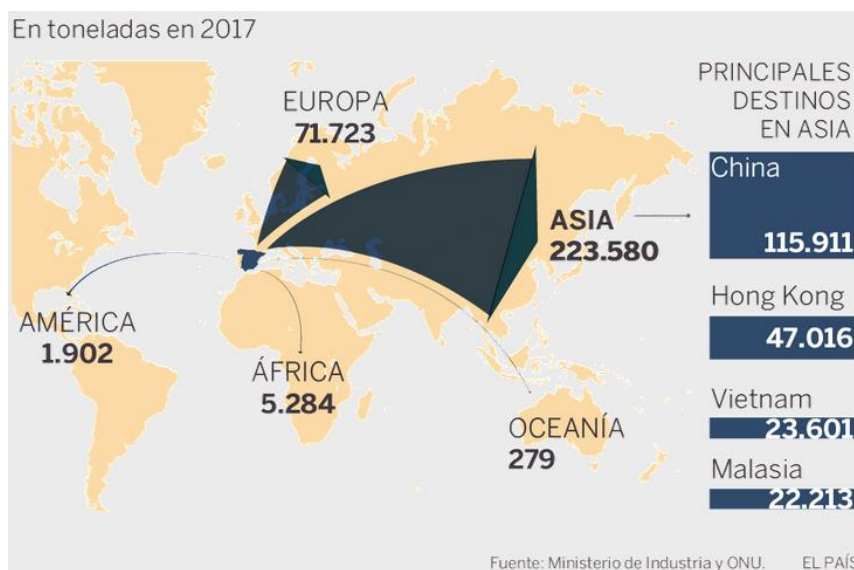 En toneladas en 2017
EUROPA
71.723
ASIA
223.580
AMÉRICA
1.902
ÁFRICA
5.284
OCEANÍA
279
PRINCIPALES
DESTINOS
EN ASIA
China
115.911
Hong Kong
47.016
Vietnam
23.601
Malasia
22.213
Fuente: Ministerio de Industria y ONU. EL PAÍS